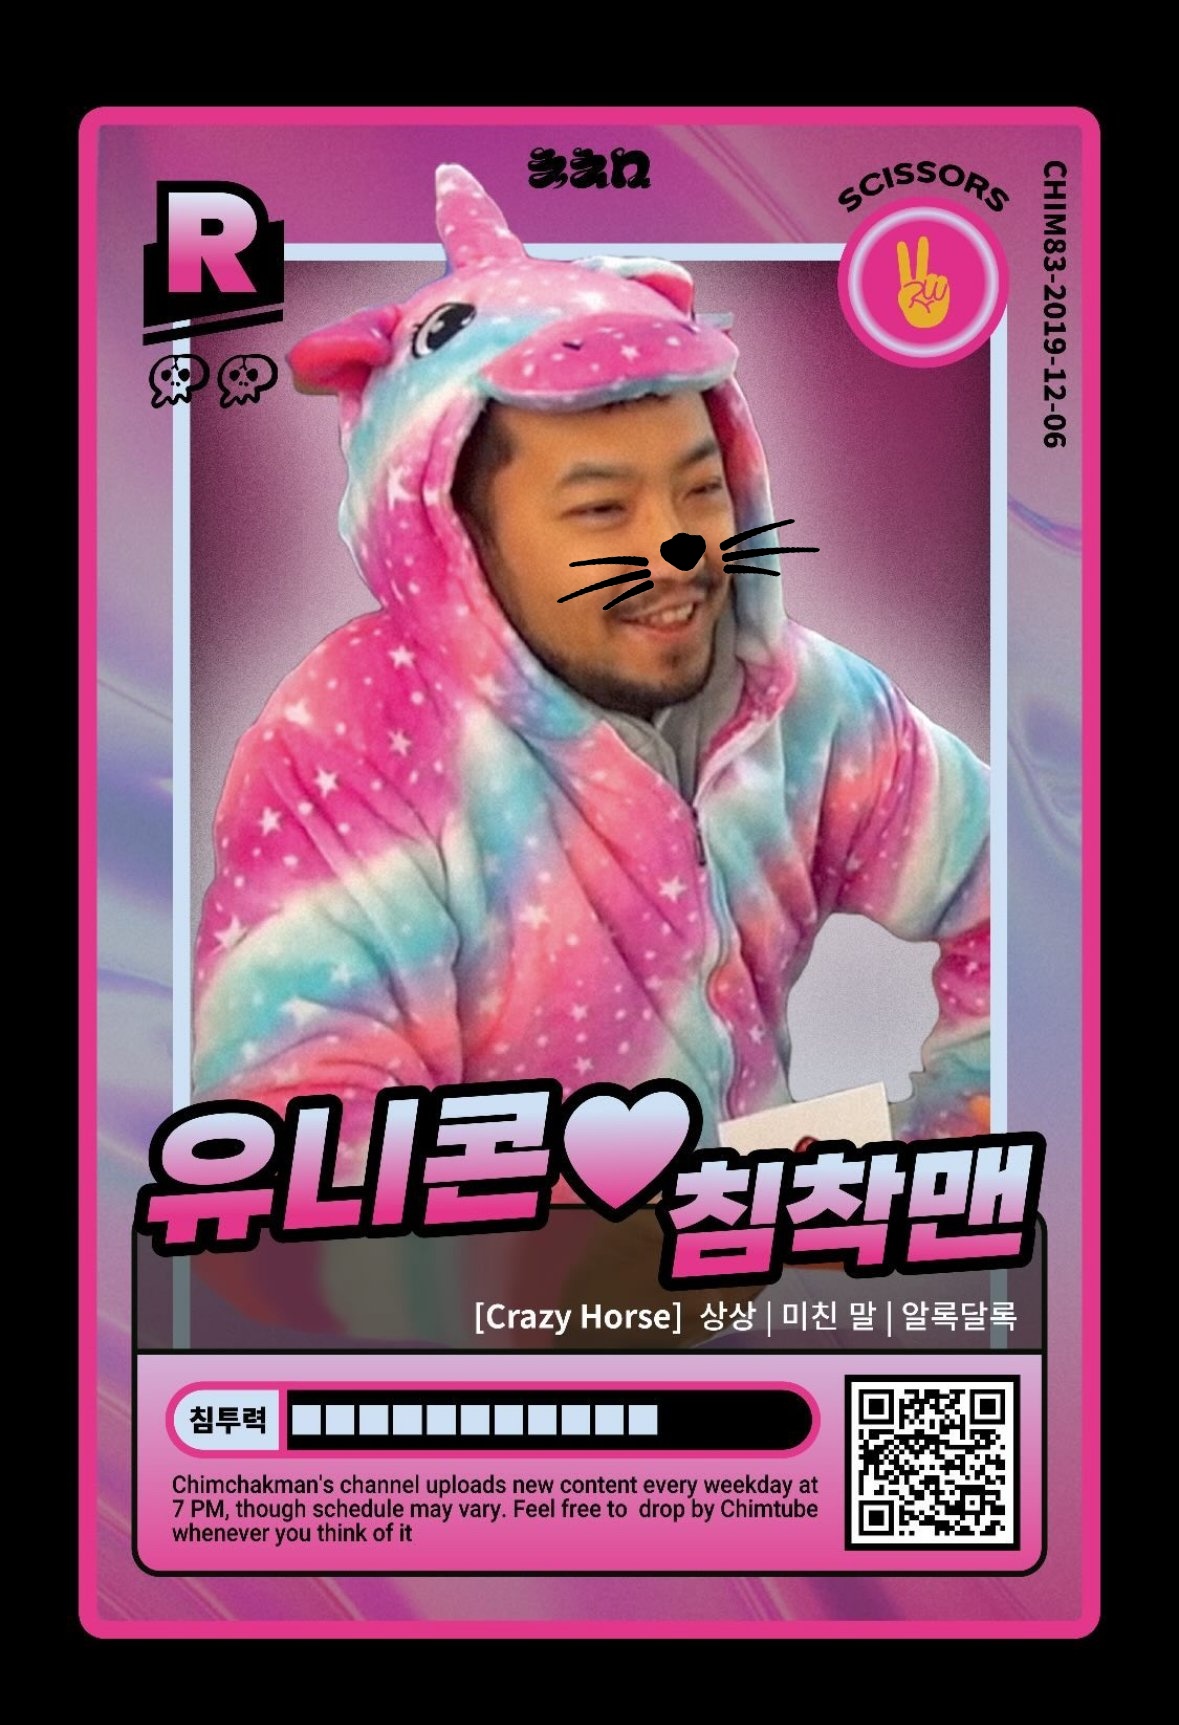 R
SCISSORS
CHIM83-2019-12-06
유니콘♥
침착맨
[Crazy Horse] 상상 | 미친 말 | 알록달록
침투력
Chimchakman's channel uploads new content every weekday at
7 PM, though schedule may vary. Feel free to drop by Chimtube
whenever you think of it